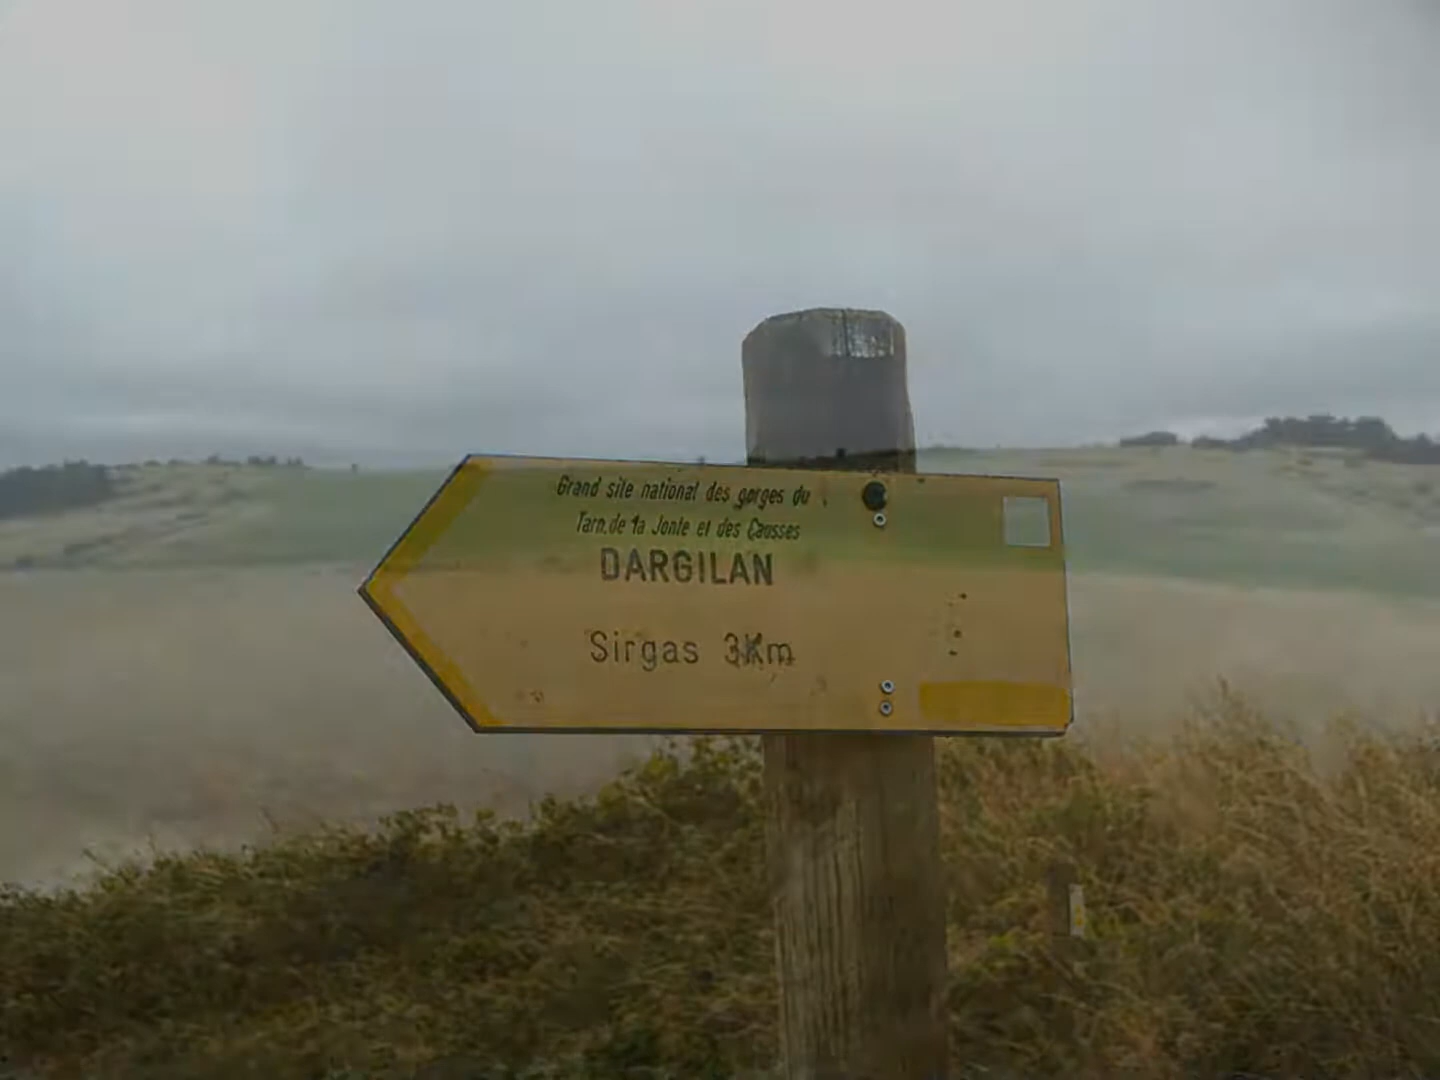 Grand site national des gorges du
Tarn.de la Jonte et des Causses
DARGILAN
Sirgas 3Km